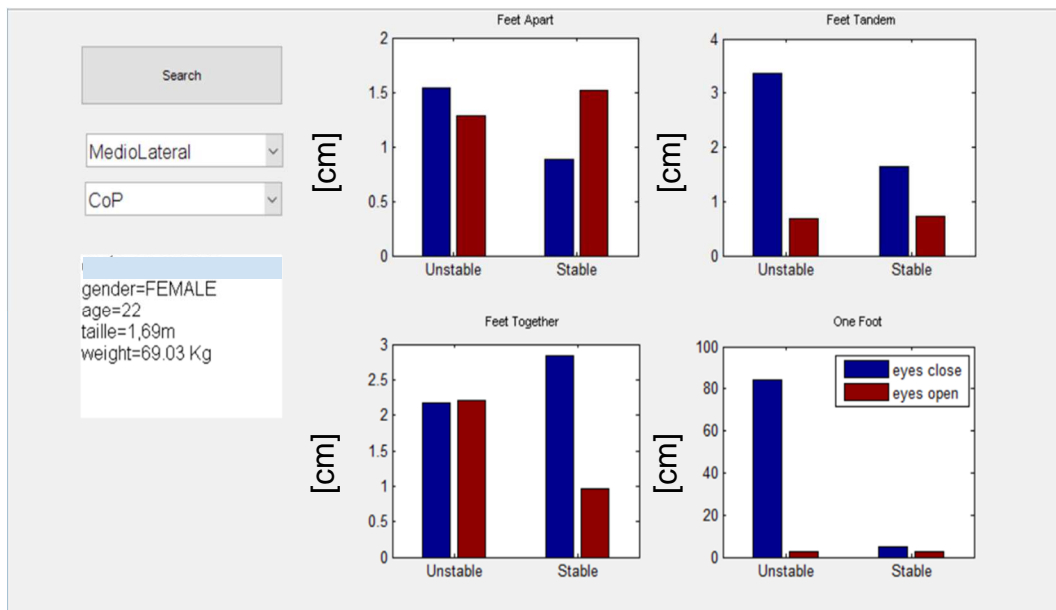 Search
MedioLateral
CoP
gender=FEMALE
age=22
taille=1,69m
weight=69.03 Kg
Feet Apart
2
1.5
1
0.5
0
[cm]
Unstable
Stable
Feet Tandem
4
3
2
1
0
[cm]
Unstable
Stable
Feet Together
3
2.5
2
1.5
1
0.5
0
[cm]
Unstable
Stable
One Foot
100
80
60
40
20
0
[cm]
eyes close
eyes open
Unstable
Stable